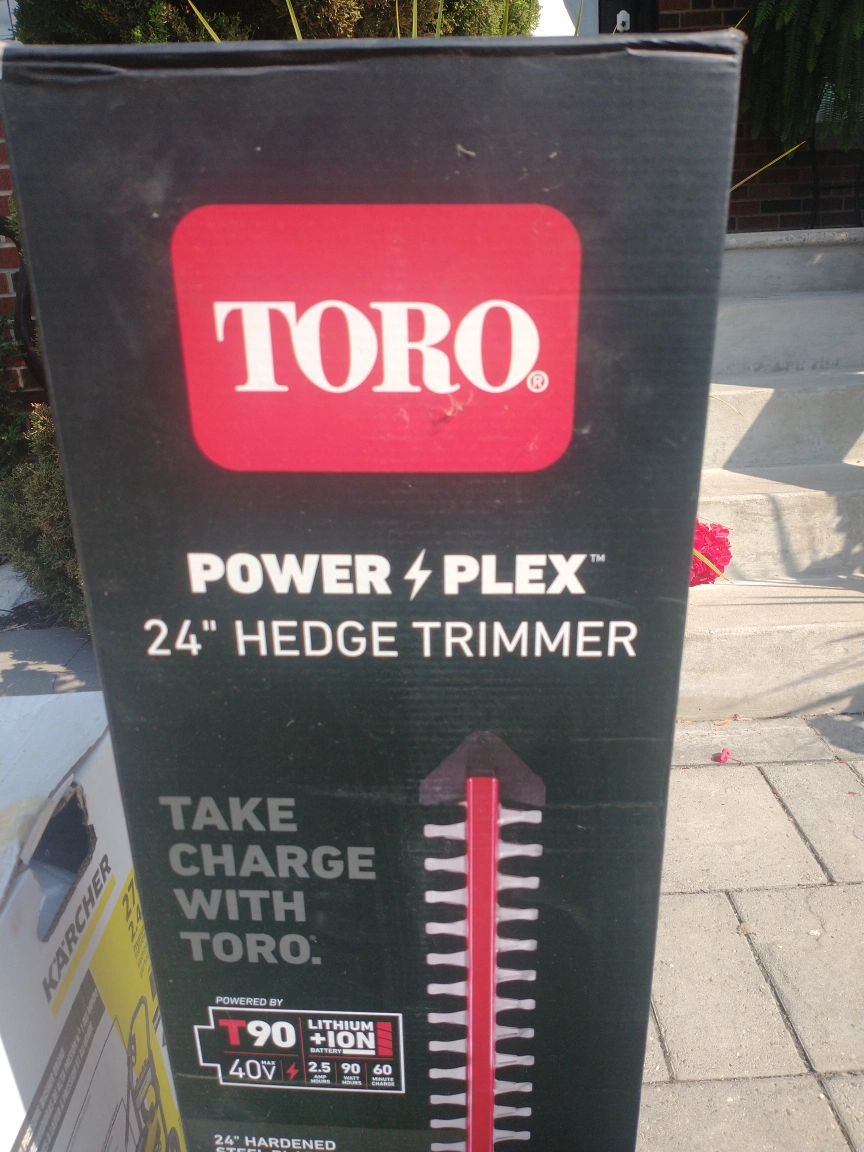 TORO®
POWER PLEX™
24" HEDGE TRIMMER
TAKE
CHARGE
WITH
TORO.
POWERED BY
T90
LITHIUM
+ION
BATTERY
40V MAX
2.5 AMP HOURS
90 WATT HOURS
60 MINUTE CHARGE
24" HARDENED
KÄRCHER